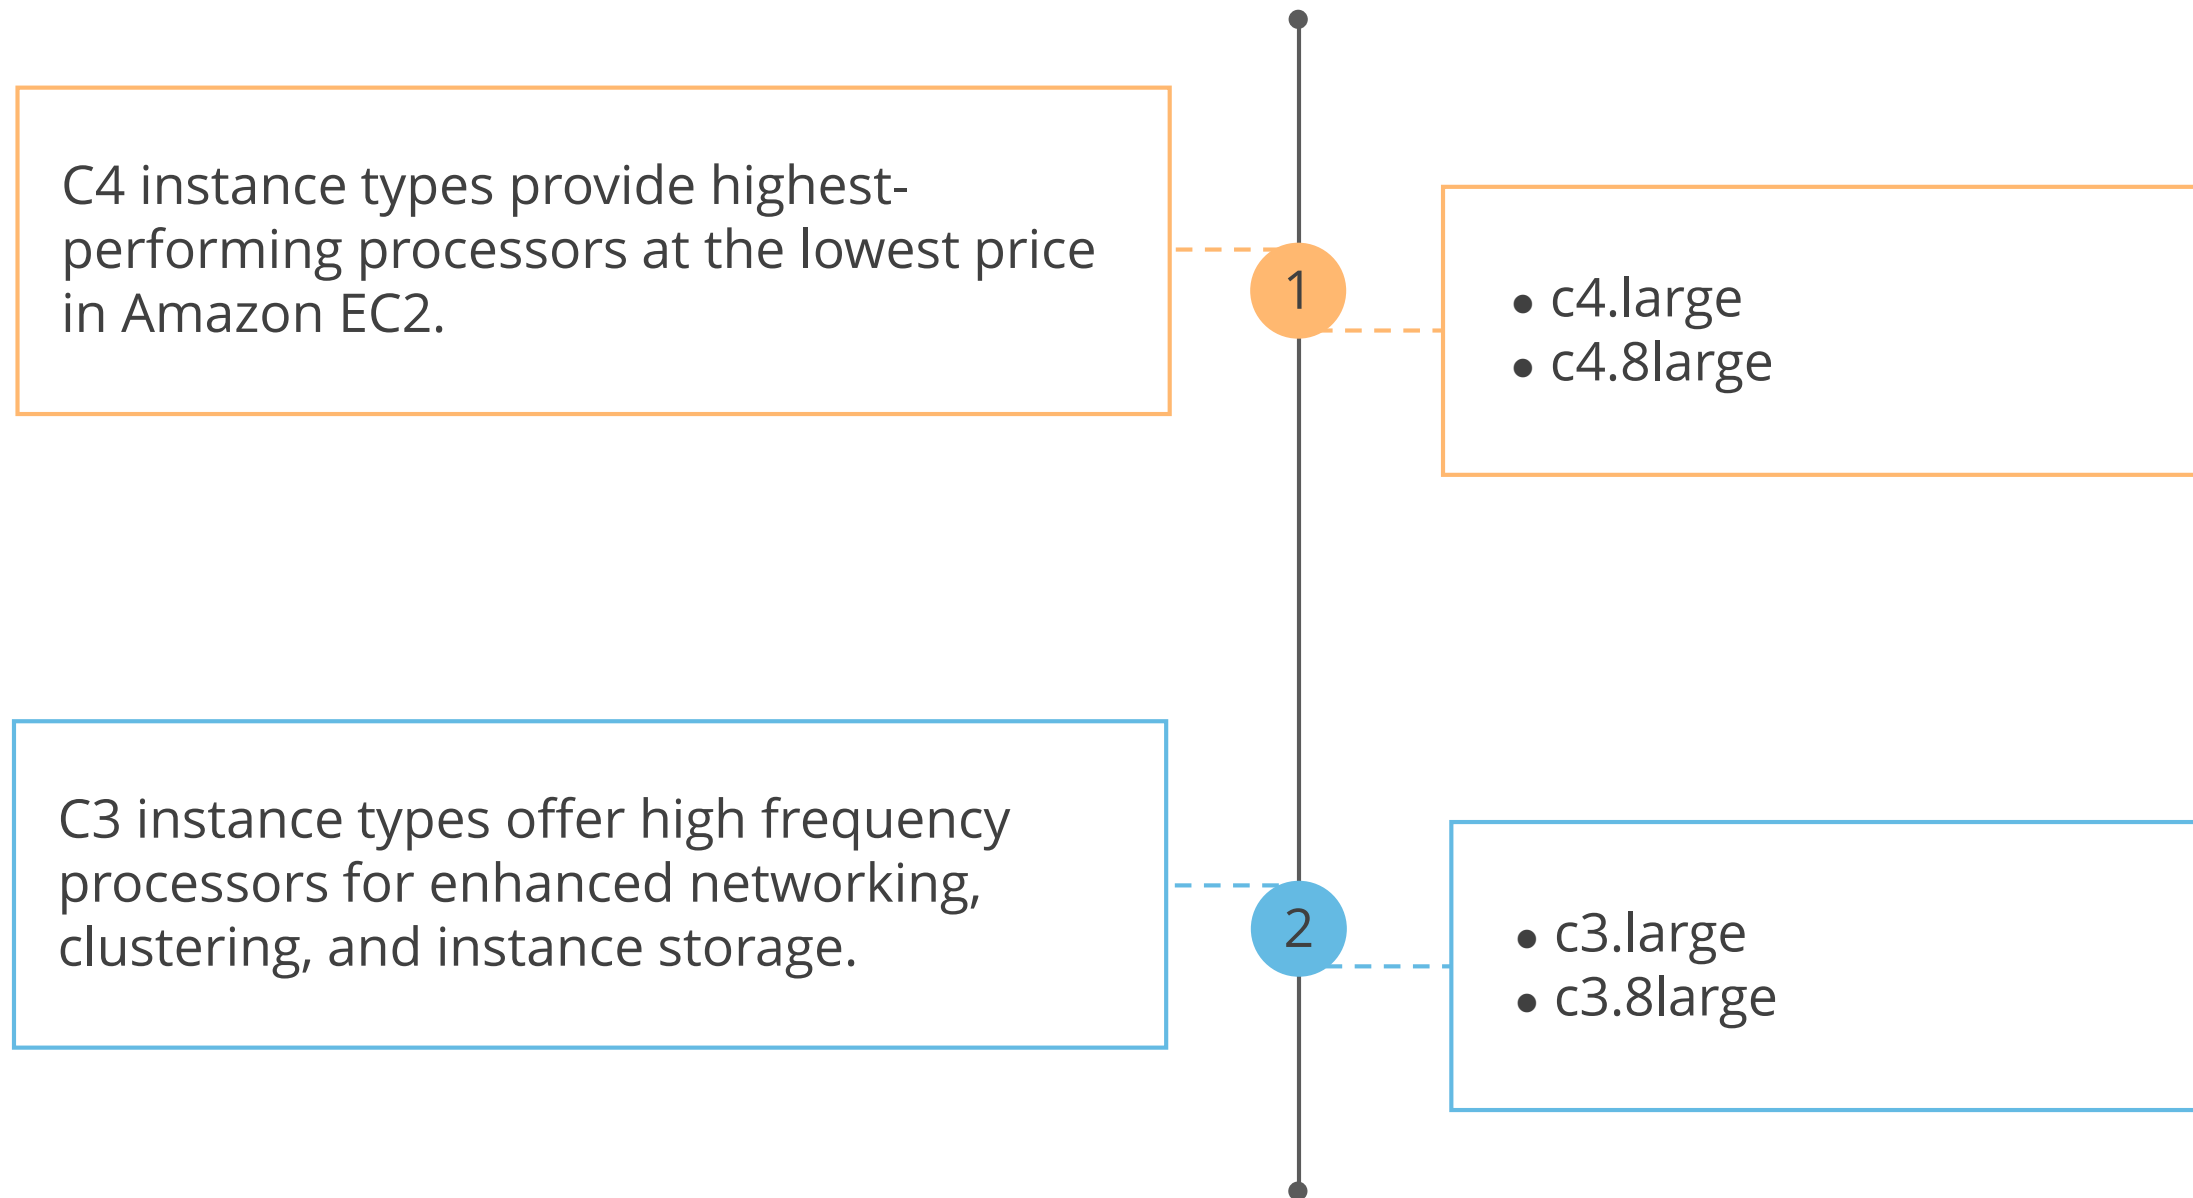 C4 instance types provide highest-
performing processors at the lowest price
in Amazon EC2.
1
• c4.large
• c4.8large
C3 instance types offer high frequency
processors for enhanced networking,
clustering, and instance storage.
2
• c3.large
• c3.8large